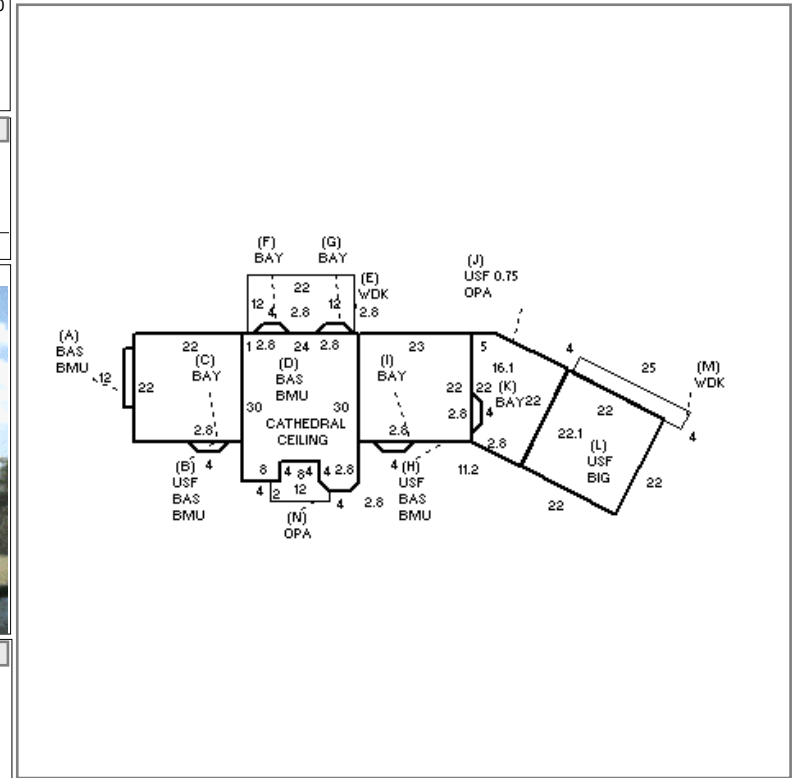 (F)
BAY
(G)
BAY
(E)
WDK
22
12
4
2.8
12
2.8
(J)
USF 0.75
OPA
(A)
BAS
BMU
12
22
22
(C)
BAY
2.8
4
(B)
USF
BAS
BMU
1 2.8
24
2.8
(D)
BAS
BMU
30
30
CATHEDRAL
CEILING
8
4
8
4
4
2.8
4
2
12
4
2.8
(N)
OPA
23
(I)
BAY
22
2.8
4
(H)
USF
BAS
BMU
5
16.1
22
(K)
BAY
22
2.8
4
2.8
11.2
4
25
(M)
WDK
4
22
22.1
(L)
USF
BIG
22
22